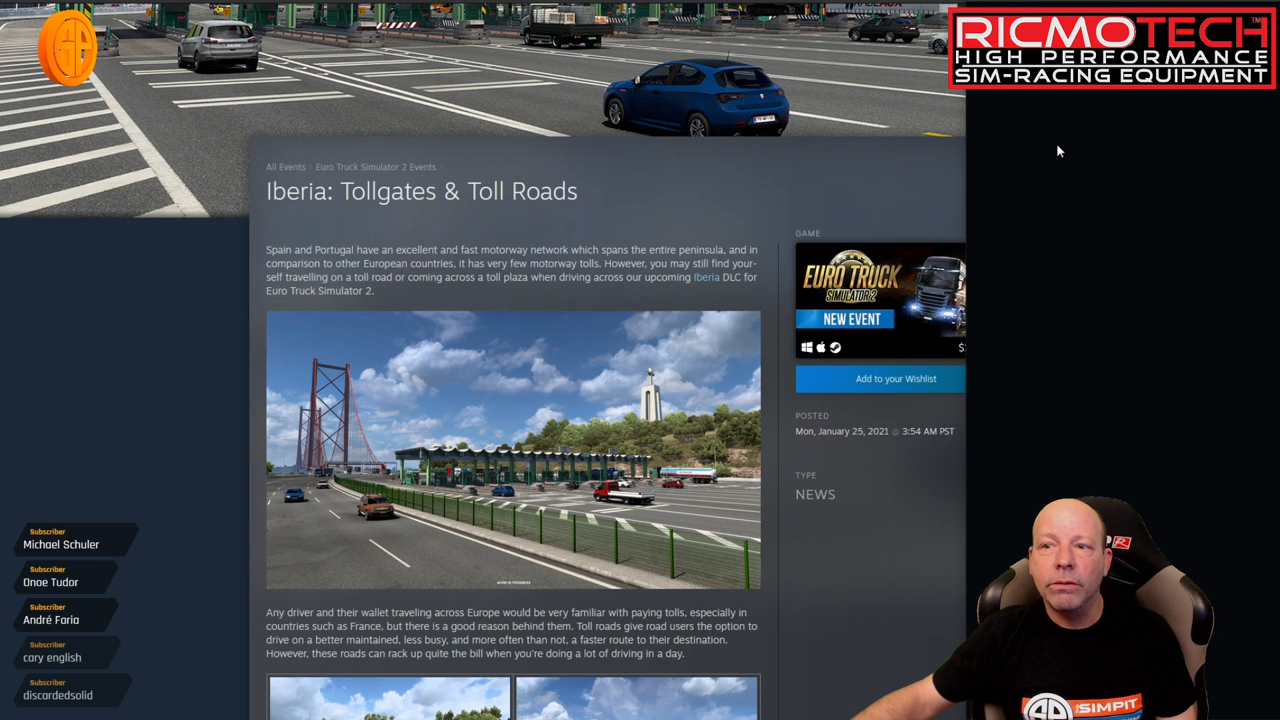 RICMOTECH™
HIGH PERFORMANCE
SIM-RACING EQUIPMENT
All Events > Euro Truck Simulator 2 Events >
Iberia: Tollgates & Toll Roads
Spain and Portugal have an excellent and fast motorway network which spans the entire peninsula, and in
comparison to other European countries, it has very few motorway tolls. However, you may still find your-
self travelling on a toll road or coming across a toll plaza when driving across our upcoming Iberia DLC for
Euro Truck Simulator 2.
GAME
EURO TRUCK
SIMULATOR 2
NEW EVENT
Add to your Wishlist
POSTED
Mon, January 25, 2021 @ 3:54 AM PST
TYPE
NEWS
WORK IN PROGRESS
Any driver and their wallet traveling across Europe would be very familiar with paying tolls, especially in
countries such as France, but there is a good reason behind them. Toll roads give road users the option to
drive on a better maintained, less busy, and more often than not, a faster route to their destination.
However, these roads can rack up quite the bill when you're doing a lot of driving in a day.
Subscriber
Michael Schuler
Subscriber
Onoe Tudor
Subscriber
André Faria
Subscriber
cary english
Subscriber
discardedsolid
SIMPIT